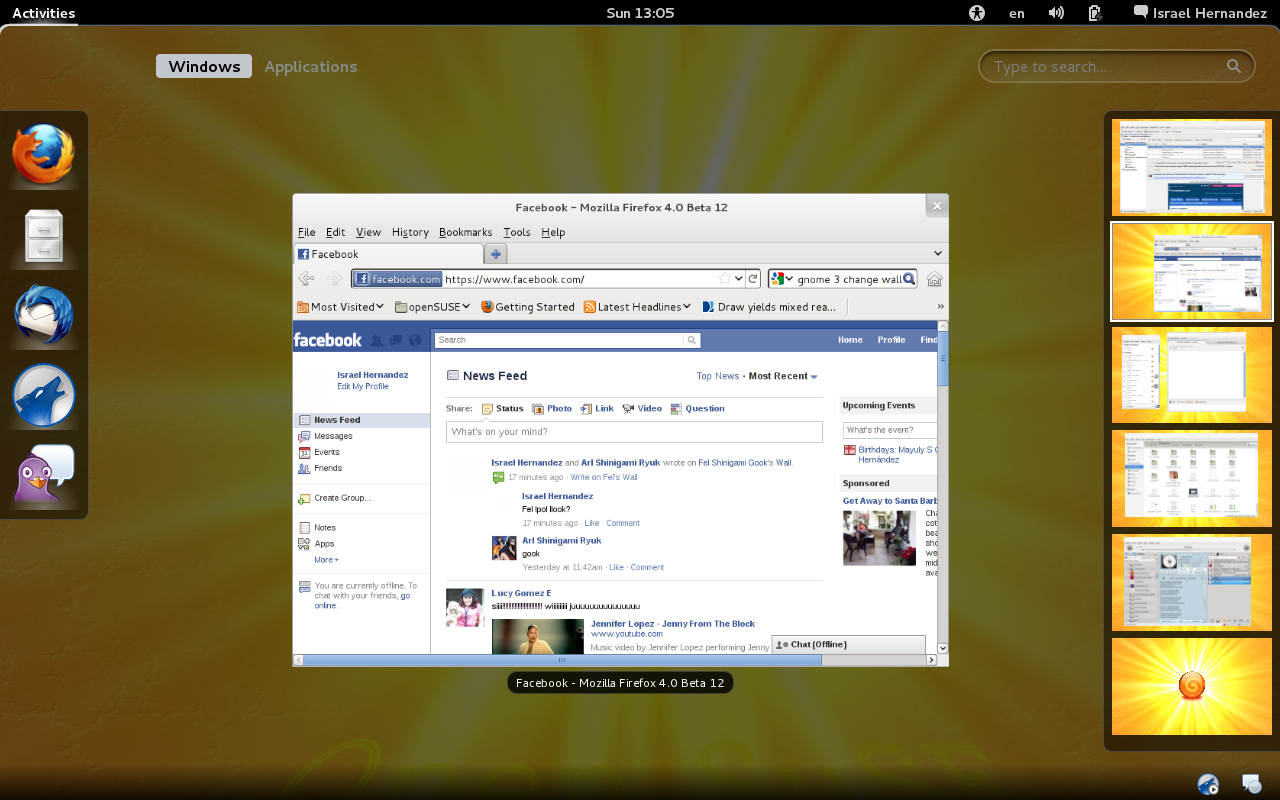 Activities
Sun 13:05
en
Israel Hernandez
Windows
Applications
Type to search...
Facebook - Mozilla Firefox 4.0 Beta 12
File Edit View History Bookmarks Tools Help
Facebook
facebook.com https://www.facebook.com/
gnome 3 change wall
Most Visited
openSUSE
Getting Started
Latest Headlines
Draw yields mixed rea...
»
facebook
Search
Home Profile Find
Israel Hernandez
Edit My Profile
News Feed
Messages
Events
Friends
Create Group...
Notes
Apps
More
You are currently offline. To
chat with your friends, go
online.
News Feed
Top News · Most Recent
Share: Status Photo Link Video Question
What's on your mind?
Israel Hernandez and Arl Shinigami Ryuk wrote on Fel Shinigami Gook's Wall.
17 minutes ago · Write on Fel's Wall
Israel Hernandez
Fel lpol llook?
17 minutes ago · Like · Comment
Arl Shinigami Ryuk
gook
Yesterday at 11:42am · Like · Comment
Lucy Gomez E
Jennifer Lopez - Jenny From The Block
www.youtube.com
Music video by Jennifer Lopez performing Jenny
Upcoming Events
What's the event?
Birthdays: Mayuly S
Hernández
Sponsored
Get Away to Santa Barb
Chat (Offline)
Facebook - Mozilla Firefox 4.0 Beta 12